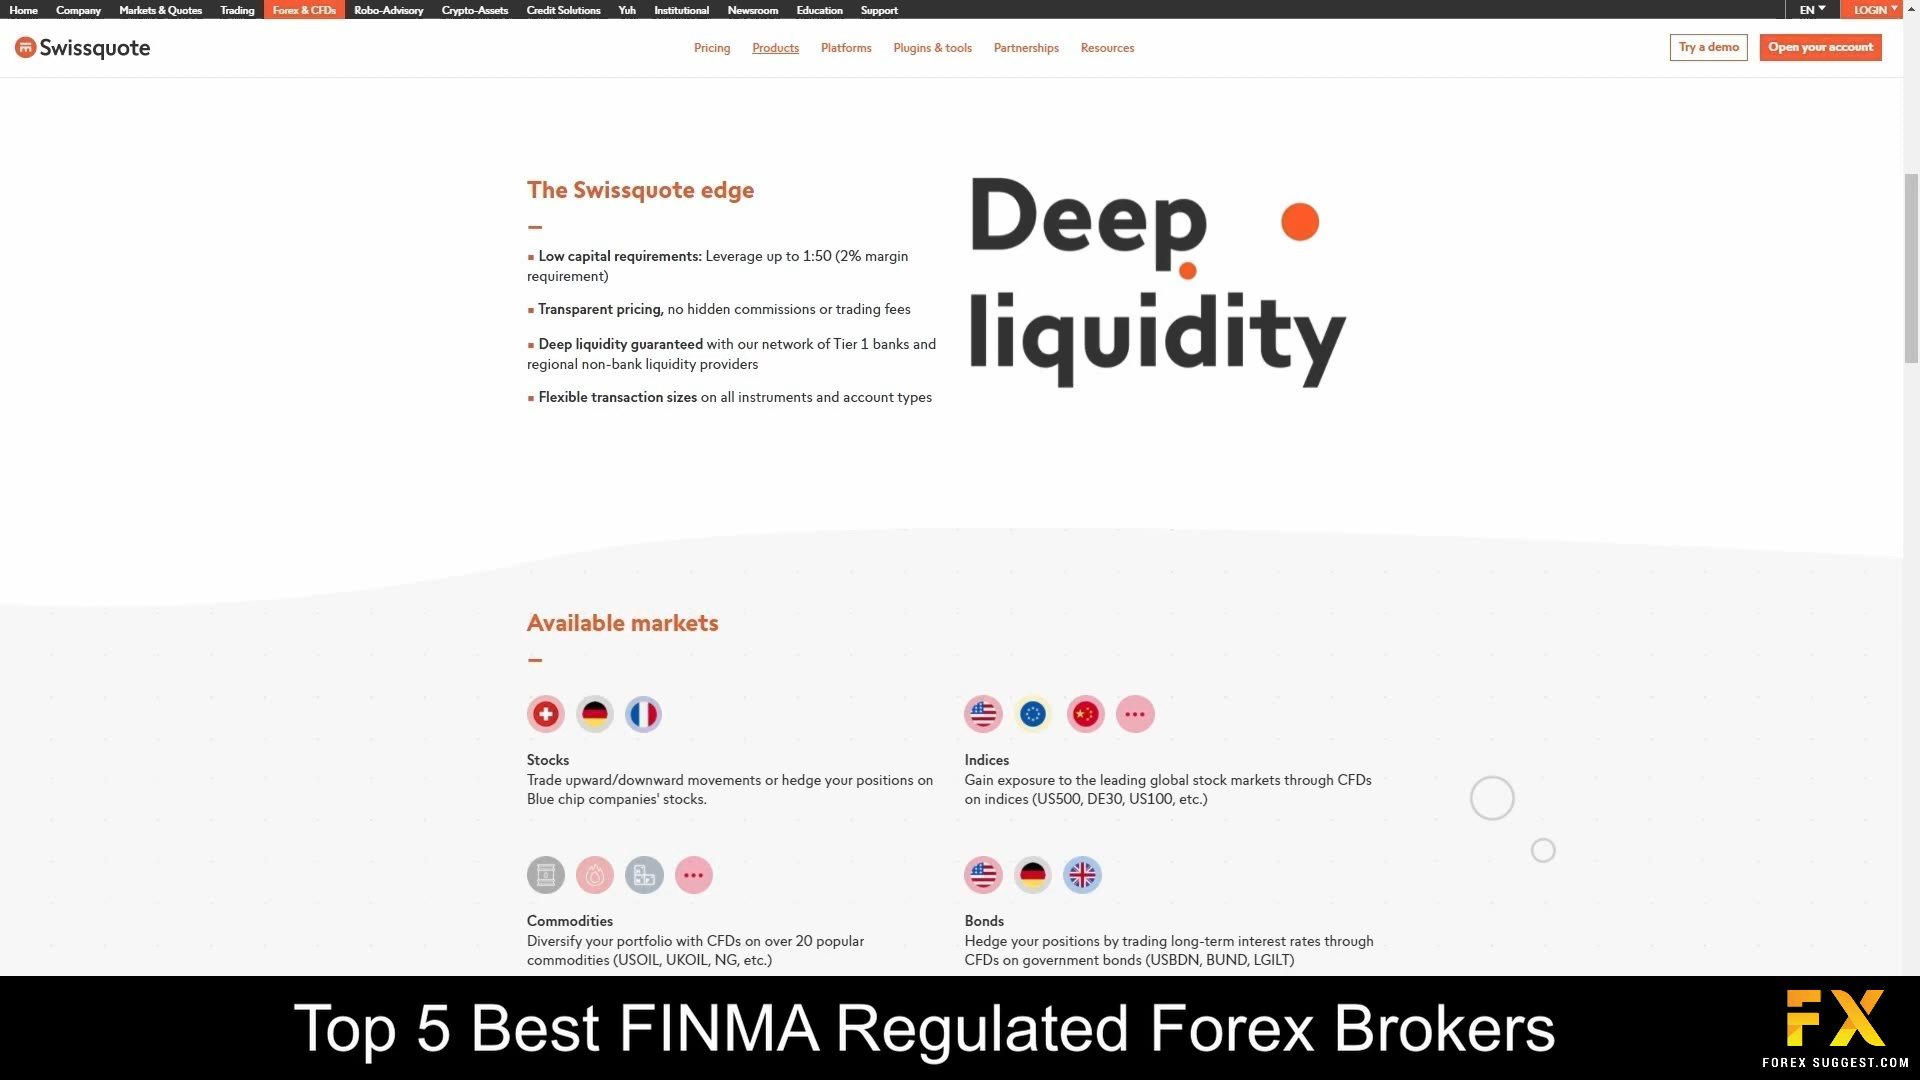 Home Company Markets & Quotes Trading Forex & CFDs Robo-Advisory Crypto-Assets Credit Solutions Yuh Institutional Newsroom Education Support EN LOGIN
Swissquote Pricing Products Platforms Plugins & tools Partnerships Resources Try a demo Open your account
The Swissquote edge
▪ Low capital requirements: Leverage up to 1:50 (2% margin
requirement)
▪ Transparent pricing, no hidden commissions or trading fees
▪ Deep liquidity guaranteed with our network of Tier 1 banks and
regional non-bank liquidity providers
▪ Flexible transaction sizes on all instruments and account types
Deep
liquidity
Available markets
Stocks
Trade upward/downward movements or hedge your positions on
Blue chip companies' stocks.
Indices
Gain exposure to the leading global stock markets through CFDs
on indices (US500, DE30, US100, etc.)
Commodities
Diversify your portfolio with CFDs on over 20 popular
commodities (USOIL, UKOIL, NG, etc.)
Bonds
Hedge your positions by trading long-term interest rates through
CFDs on government bonds (USBDN, BUND, LGILT)
Top 5 Best FINMA Regulated Forex Brokers
FX
FOREX SUGGEST.COM